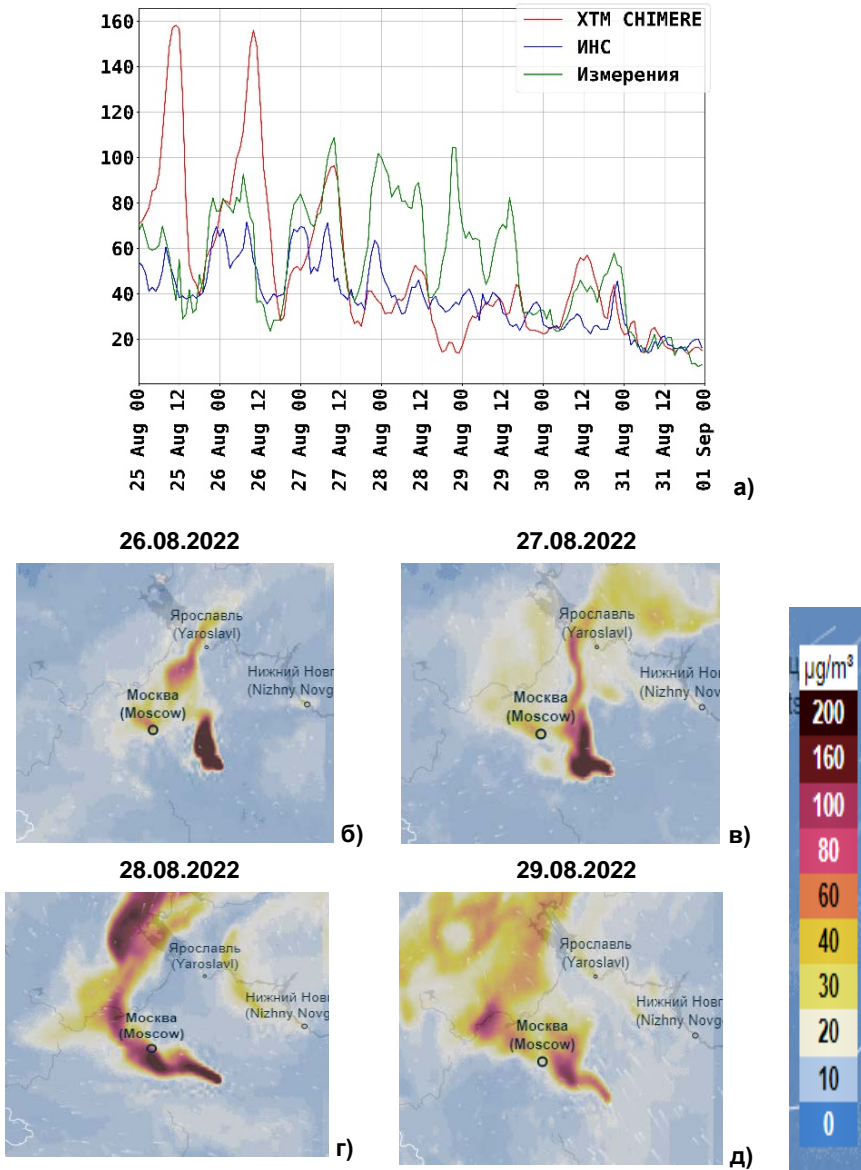 160
140
120
100
80
60
40
20
ХТМ CHIMERE
ИНС
Измерения
25 Aug 00
25 Aug 12
26 Aug 00
26 Aug 12
27 Aug 00
27 Aug 12
28 Aug 00
28 Aug 12
29 Aug 00
29 Aug 12
30 Aug 00
30 Aug 12
31 Aug 00
31 Aug 12
01 Sep 00
а)
26.08.2022
Ярославль
(Yaroslavl)
Нижний Новг
(Nizhny Novg
Москва
(Moscow)
б)
27.08.2022
Ярославль
(Yaroslavl)
Нижний Новг
(Nizhny Novg
Москва
(Moscow)
в)
28.08.2022
Ярославль
(Yaroslavl)
Нижний Новг
(Nizhny Novg
Москва
(Moscow)
г)
29.08.2022
Ярославль
(Yaroslavl)
Нижний Новг
(Nizhny Novg
Москва
(Moscow)
д)
µg/m³
200
160
100
80
60
40
30
20
10
0